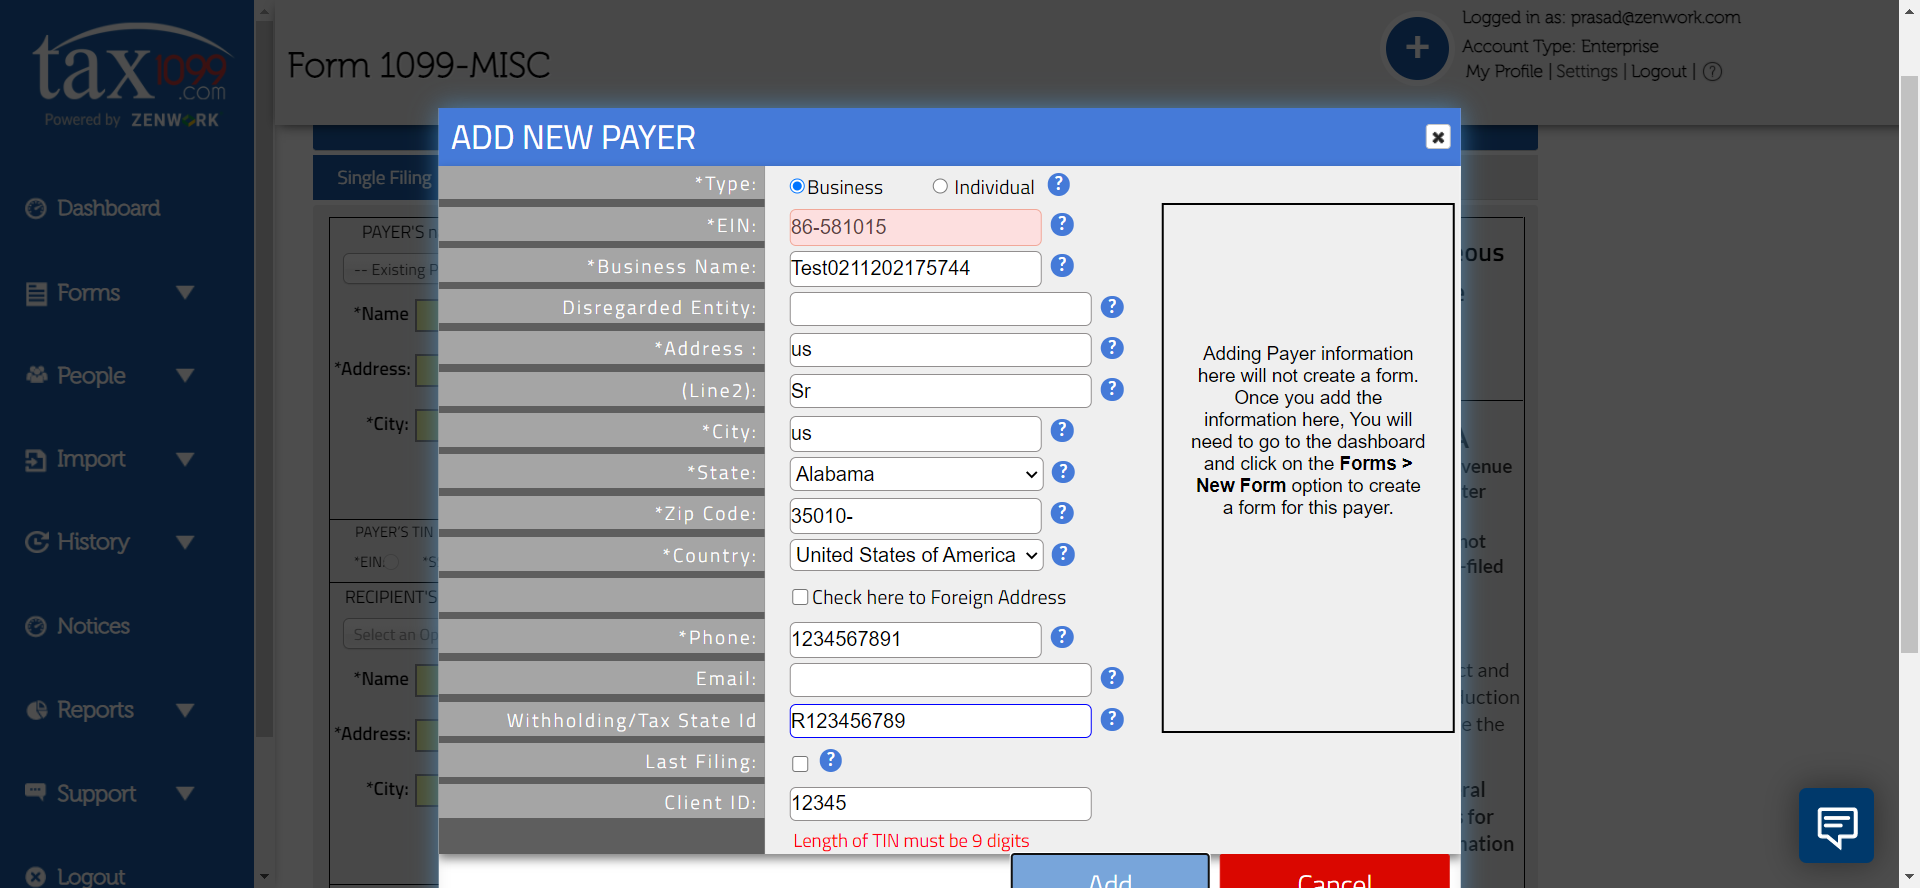 tax1099
.com
Powered by ZENWORK
Dashboard
Forms
People
Import
History
Notices
Reports
Support
Logout
Form 1099-MISC
Logged in as: prasad@zenwork.com
Account Type: Enterprise
My Profile | Settings | Logout | ?
Single Filing
PAYER'S n
-- Existing P
*Name
*Address:
*City:
PAYER'S TIN
*EIN: *S
RECIPIENT'S
Select an Op
*Name
*Address:
*City:
ADD NEW PAYER
*Type: Business Individual ?
*EIN: 86-581015 ?
*Business Name: Test0211202175744 ?
Disregarded Entity: ?
*Address : us ?
(Line2): Sr ?
*City: us ?
*State: Alabama ?
*Zip Code: 35010- ?
*Country: United States of America ?
Check here to Foreign Address
*Phone: 1234567891 ?
Email: ?
Withholding/Tax State Id R123456789 ?
Last Filing: ?
Client ID: 12345
Length of TIN must be 9 digits
Add Cancel
Adding Payer information
here will not create a form.
Once you add the
information here, You will
need to go to the dashboard
and click on the Forms >
New Form option to create
a form for this payer.
eous
e
A
venue
ter
not
-filed
ct and
luction
e the
ral
for
nation